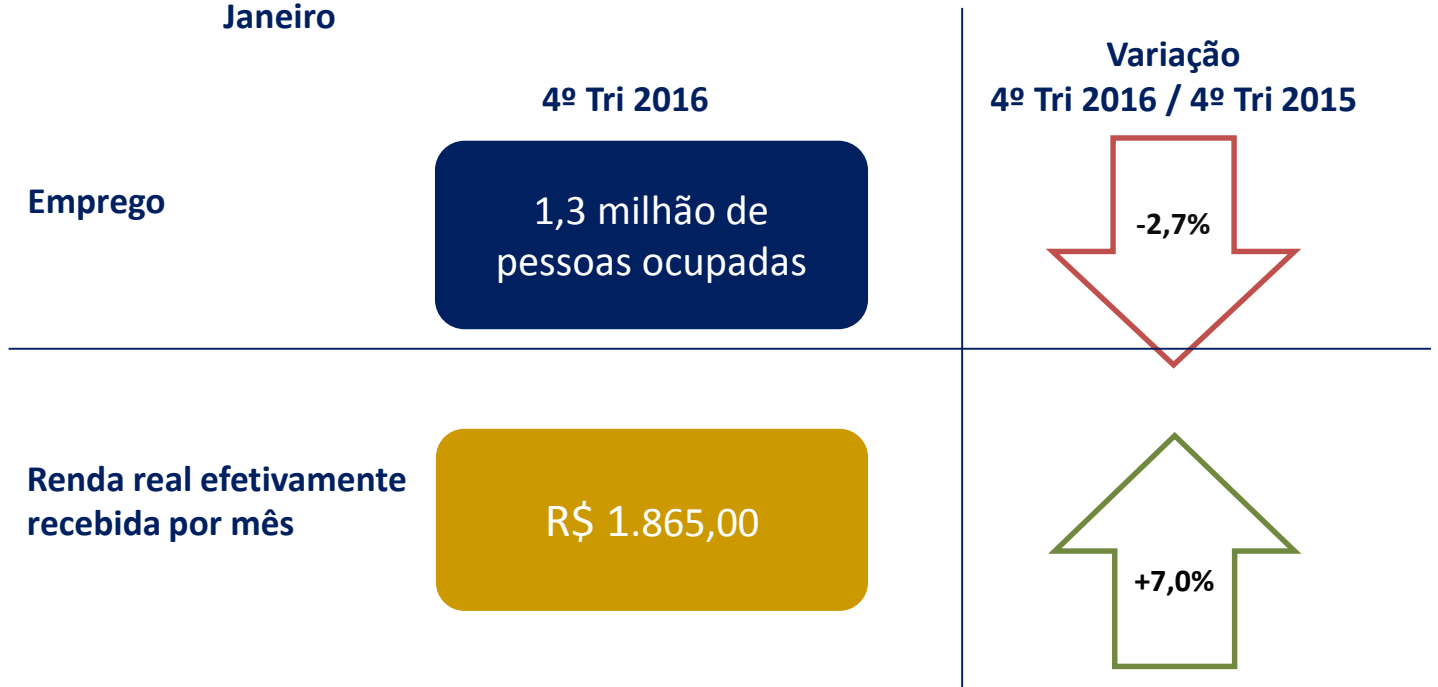 Janeiro
4º Tri 2016
Variação
4º Tri 2016 / 4º Tri 2015
Emprego
1,3 milhão de
pessoas ocupadas
-2,7%
Renda real efetivamente
recebida por mês
R$ 1.865,00
+7,0%